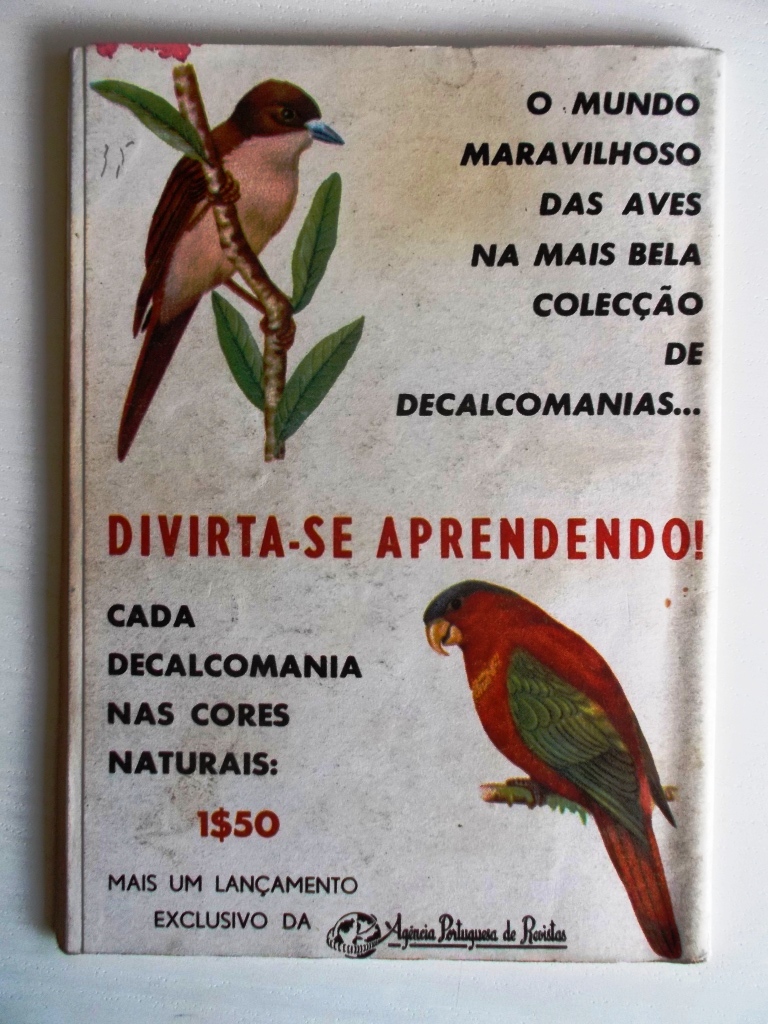 35
O MUNDO
MARAVILHOSO
DAS AVES
NA MAIS BELA
COLECÇÃO
DE
DECALCOMANIAS...
DIVIRTA-SE APRENDENDO!
CADA
DECALCOMANIA
NAS CORES
NATURAIS:
1$50
MAIS UM LANÇAMENTO
EXCLUSIVO DA Agência Portuguesa de Revistas